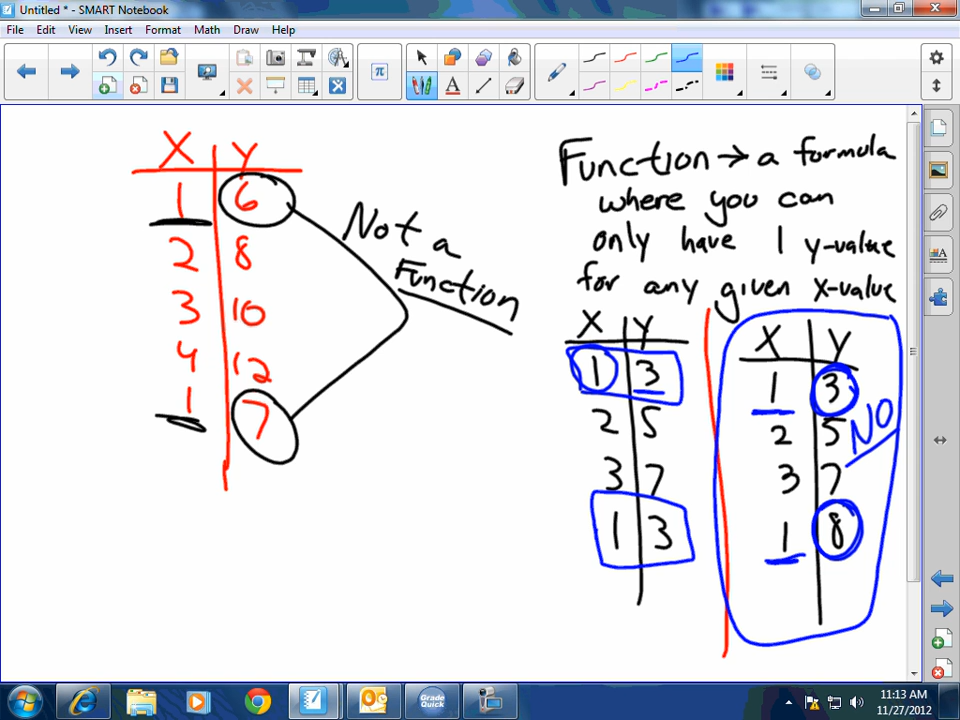 Untitled * - SMART Notebook
File Edit View Insert Format Math Draw Help
X Y
1 6
2 8
3 10
4 12
1 7
Not a
Function
Function → a formula
where you can
only have 1 y-value
for any given x-value
X Y
1 3
2 5
3 7
1 3
X Y
1 3
2 5
3 7
1 8
NO
Grade
Quick
11:13 AM
11/27/2012